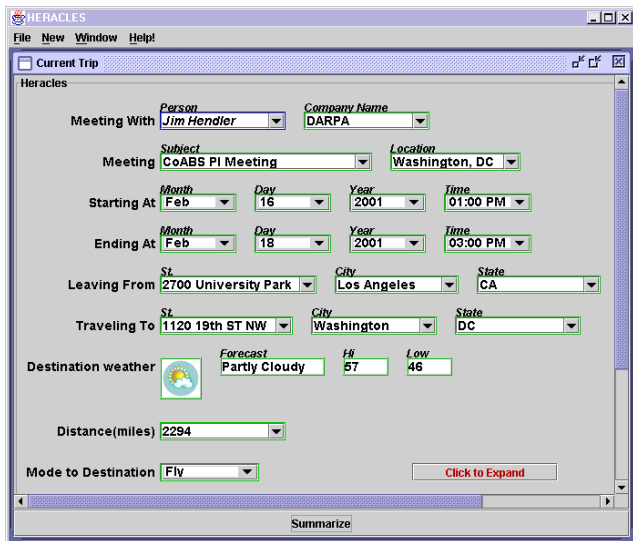 HERACLES
File New Window Help!
Current Trip
Heracles
Person Company Name
Meeting With Jim Hendler DARPA
Subject Location
Meeting CoABS PI Meeting Washington, DC
Month Day Year Time
Starting At Feb 16 2001 01:00 PM
Month Day Year Time
Ending At Feb 18 2001 03:00 PM
St. City State
Leaving From 2700 University Park Los Angeles CA
St. City State
Traveling To 1120 19th ST NW Washington DC
Forecast Hi Low
Destination weather Partly Cloudy 57 46
Distance(miles) 2294
Mode to Destination Fly Click to Expand
Summarize